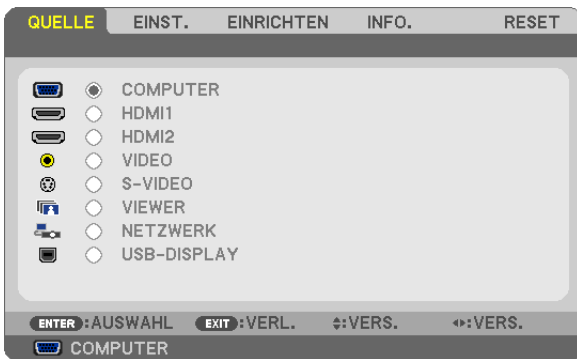 QUELLE EINST. EINRICHTEN INFO. RESET
COMPUTER
HDMI1
HDMI2
VIDEO
S-VIDEO
VIEWER
NETZWERK
USB-DISPLAY
ENTER :AUSWAHL EXIT :VERL. :VERS. :VERS.
COMPUTER